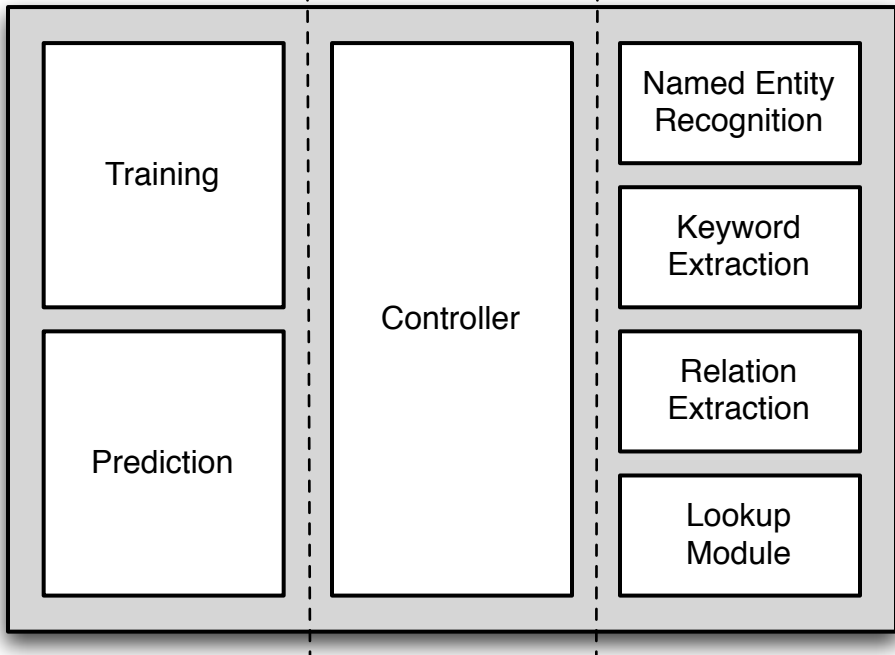 Training
Prediction
Controller
Named Entity
Recognition
Keyword
Extraction
Relation
Extraction
Lookup
Module